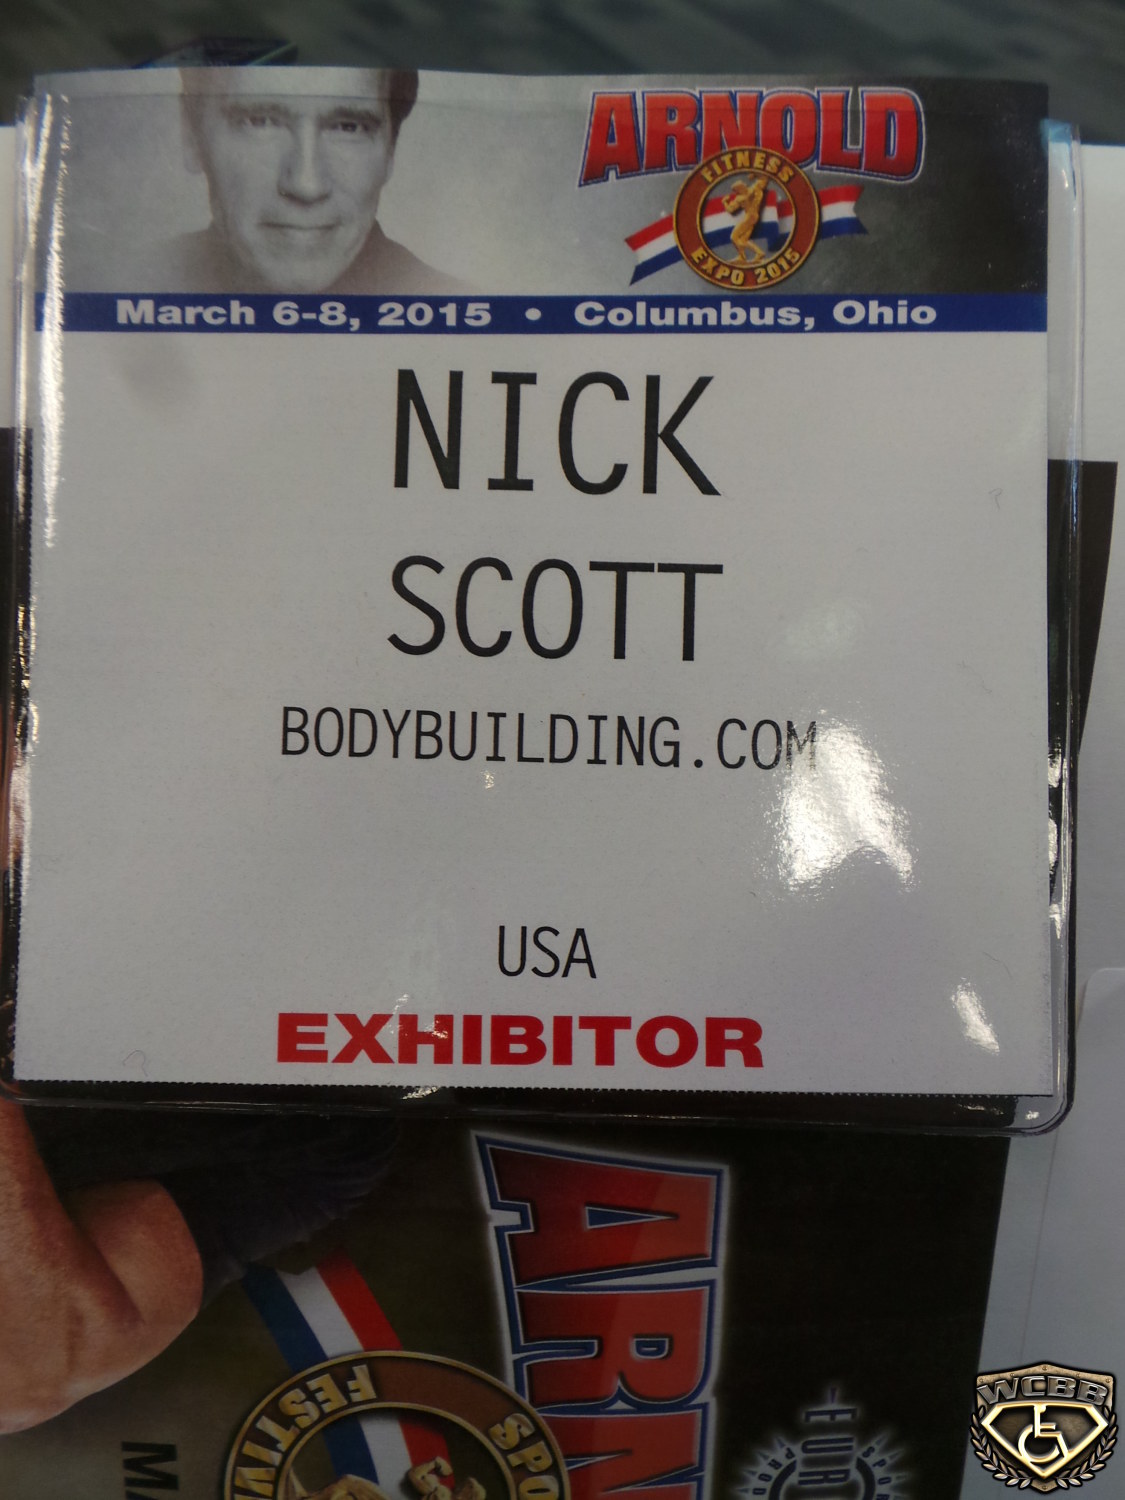 ARNOLD
FITNESS
EXPO 2015
March 6-8, 2015 • Columbus, Ohio
NICK
SCOTT
BODYBUILDING.COM
USA
EXHIBITOR
WCBB